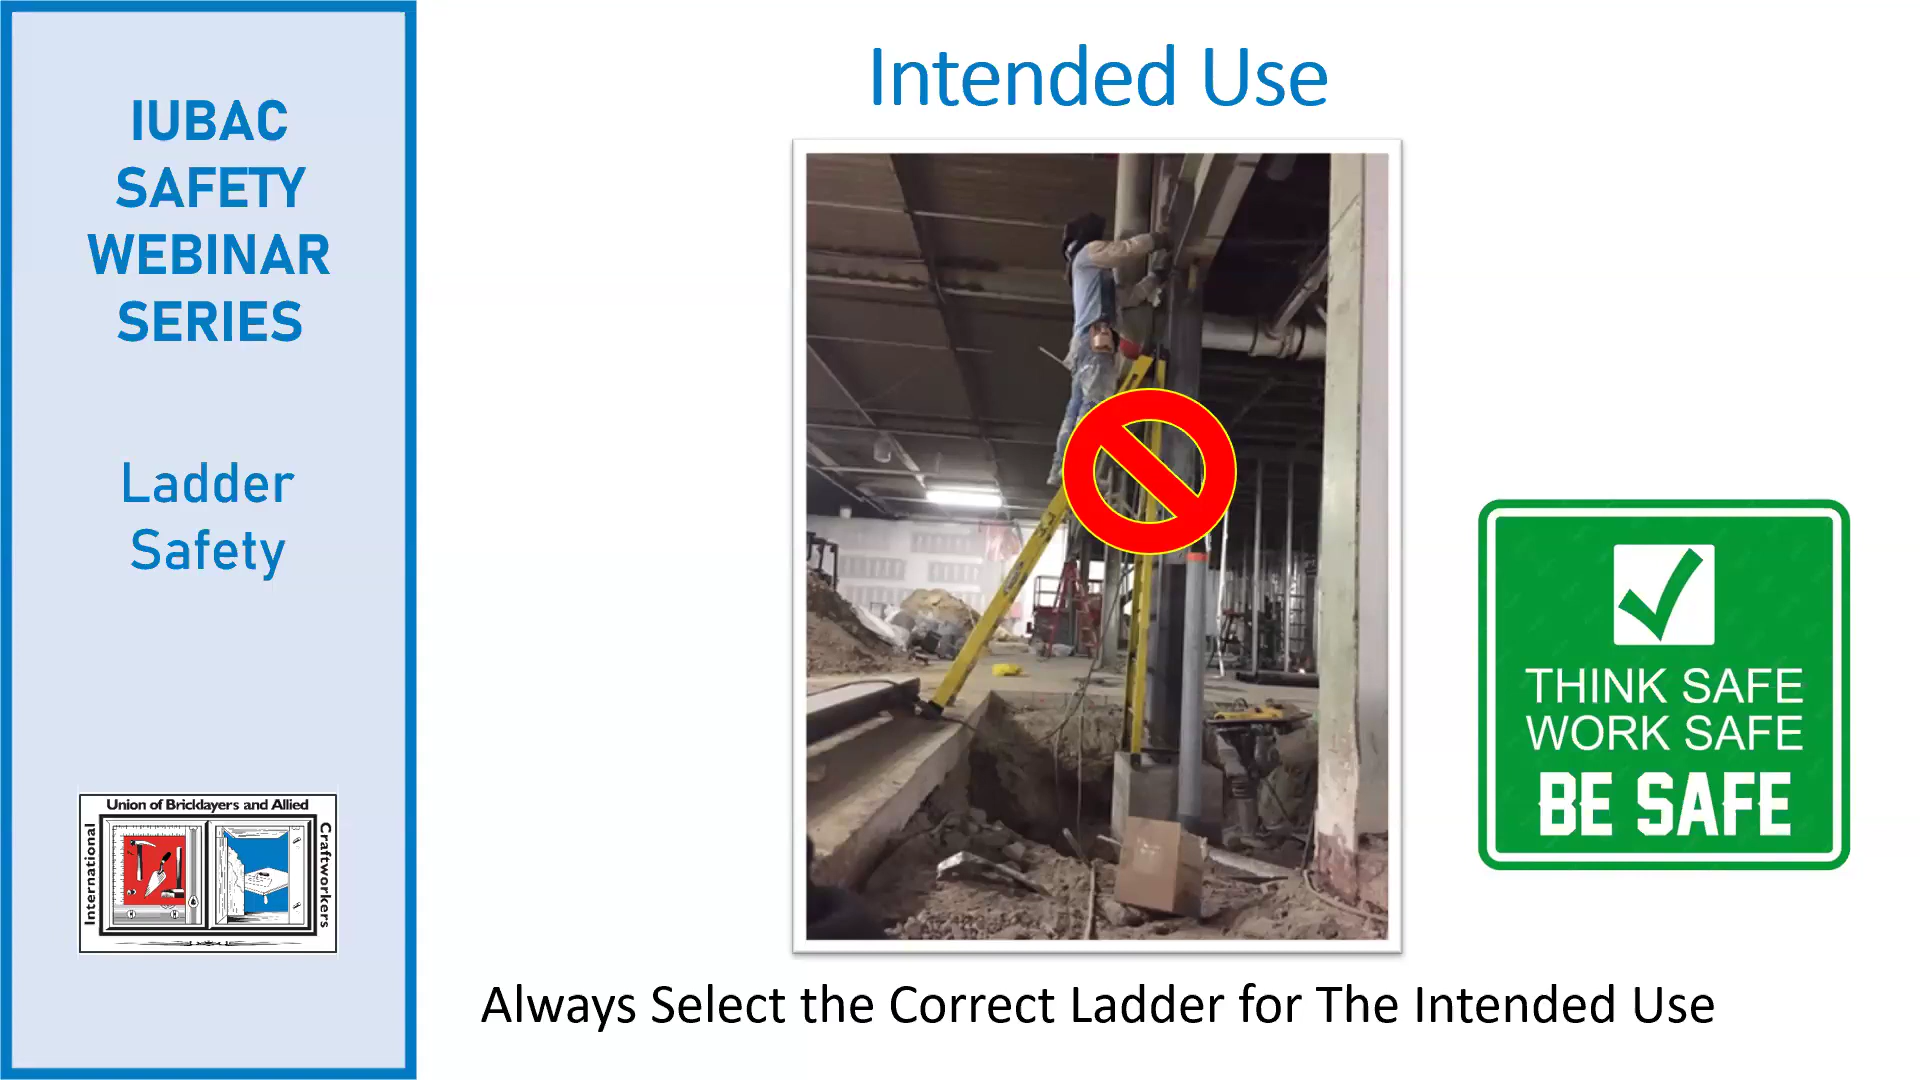 IUBAC
SAFETY
WEBINAR
SERIES
Ladder
Safety
Union of Bricklayers and Allied
International
Craftworkers
Intended Use
THINK SAFE
WORK SAFE
BE SAFE
Always Select the Correct Ladder for The Intended Use